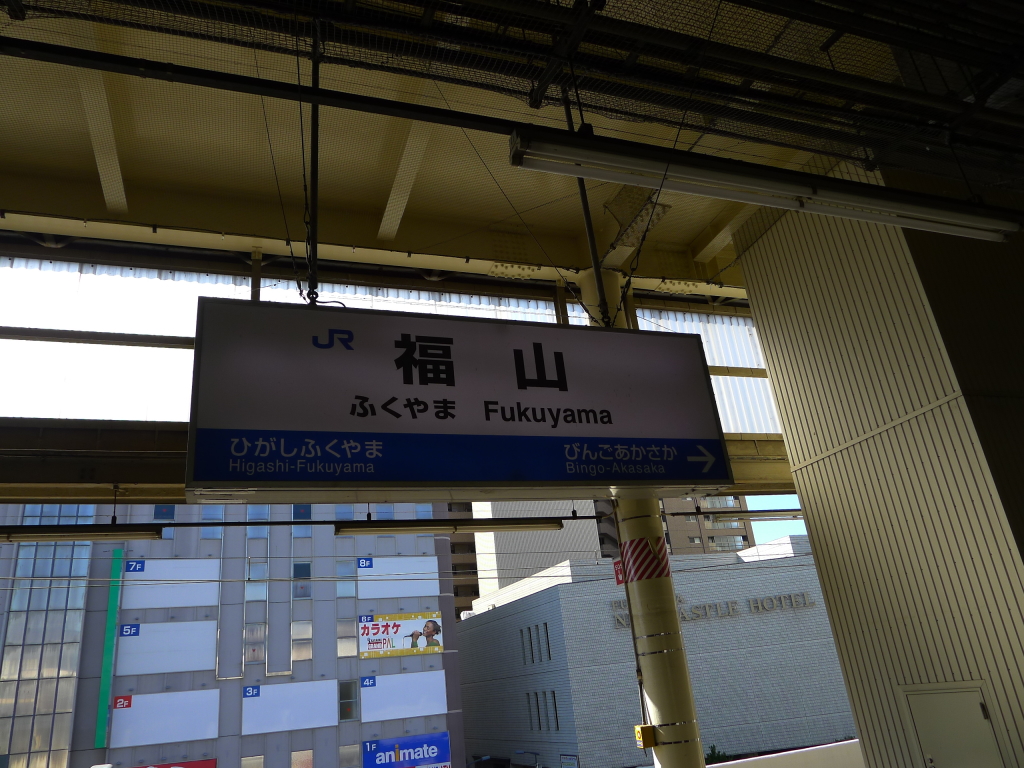 JR
福山
ふくやま Fukuyama
ひがしふくやま びんごあかさか
Higashi-Fukuyama Bingo-Akasaka
7F
8F
5F
カラオケ
PAL
4F
3F
2F
1F
animate
CASTLE HOTEL